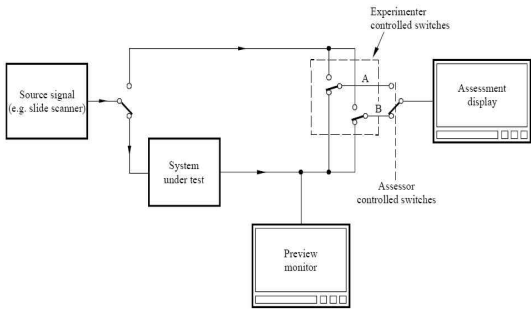 Experimenter
controlled switches
Source signal
(e.g. slide scanner)
A
B
Assessment
display
System
under test
Assessor
controlled switches
Preview
monitor